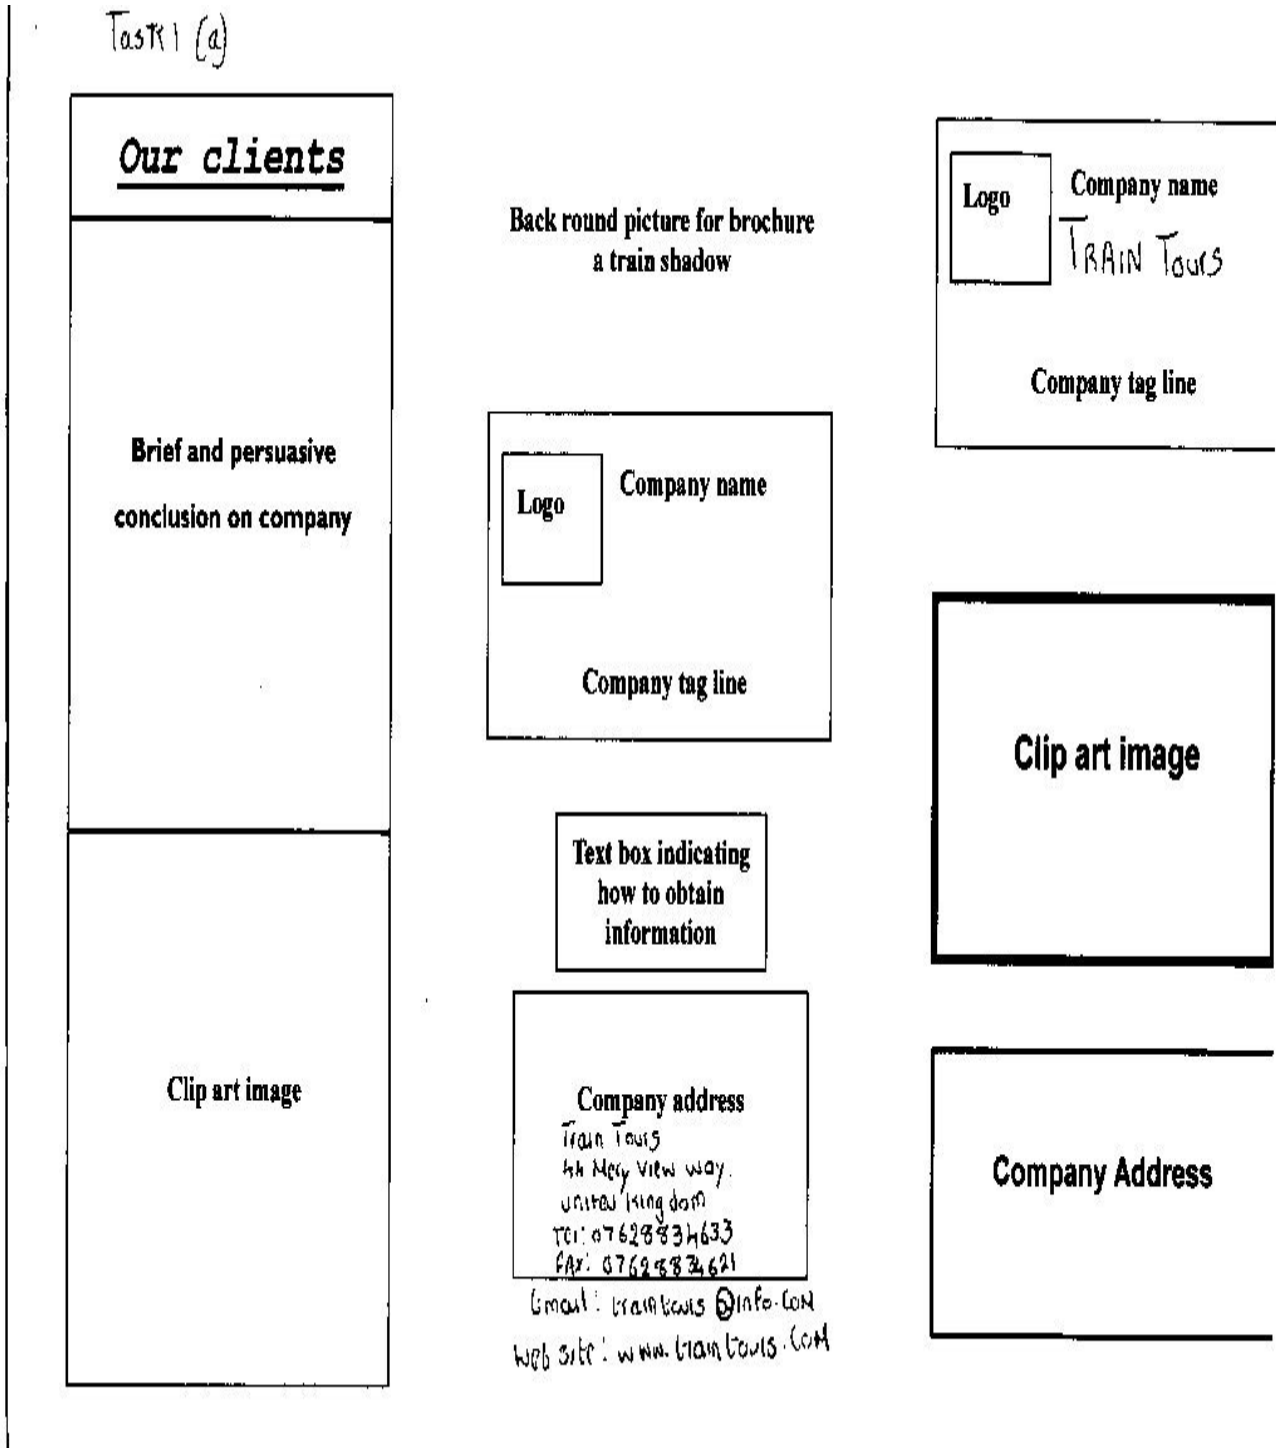 Task 1 (a)
Our clients
Brief and persuasive
conclusion on company
Clip art image
Back round picture for brochure
a train shadow
Logo
Company name
Company tag line
Text box indicating
how to obtain
information
Company address
Train Tours
44 Mery View way.
united kingdom
Tel: 07628834633
FAX: 07628834621
Email: traintours@info.com
Web site: www.traintours.com
Logo
Company name
TRAIN Tours
Company tag line
Clip art image
Company Address